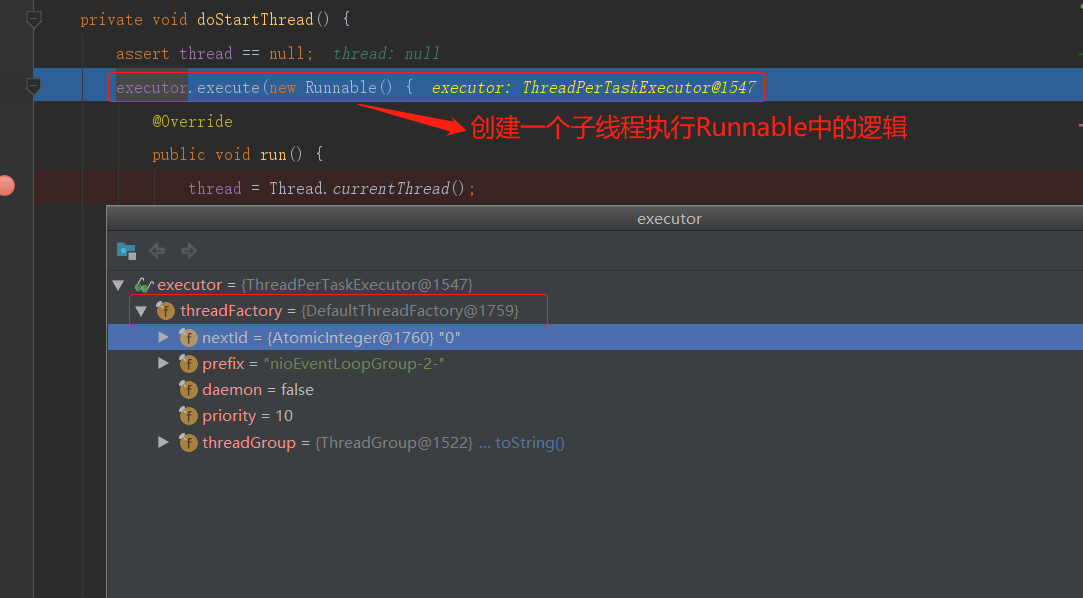 private void doStartThread() {
assert thread == null; thread: null
executor.execute(new Runnable() { executor: ThreadPerTaskExecutor@1547
创建一个子线程执行Runnable中的逻辑
@Override
public void run() {
thread = Thread.currentThread();
executor
executor = {ThreadPerTaskExecutor@1547}
threadFactory = {DefaultThreadFactory@1759}
nextId = {AtomicInteger@1760} "0"
prefix = "nioEventLoopGroup-2-"
daemon = false
priority = 10
threadGroup = {ThreadGroup@1522} ... toString()